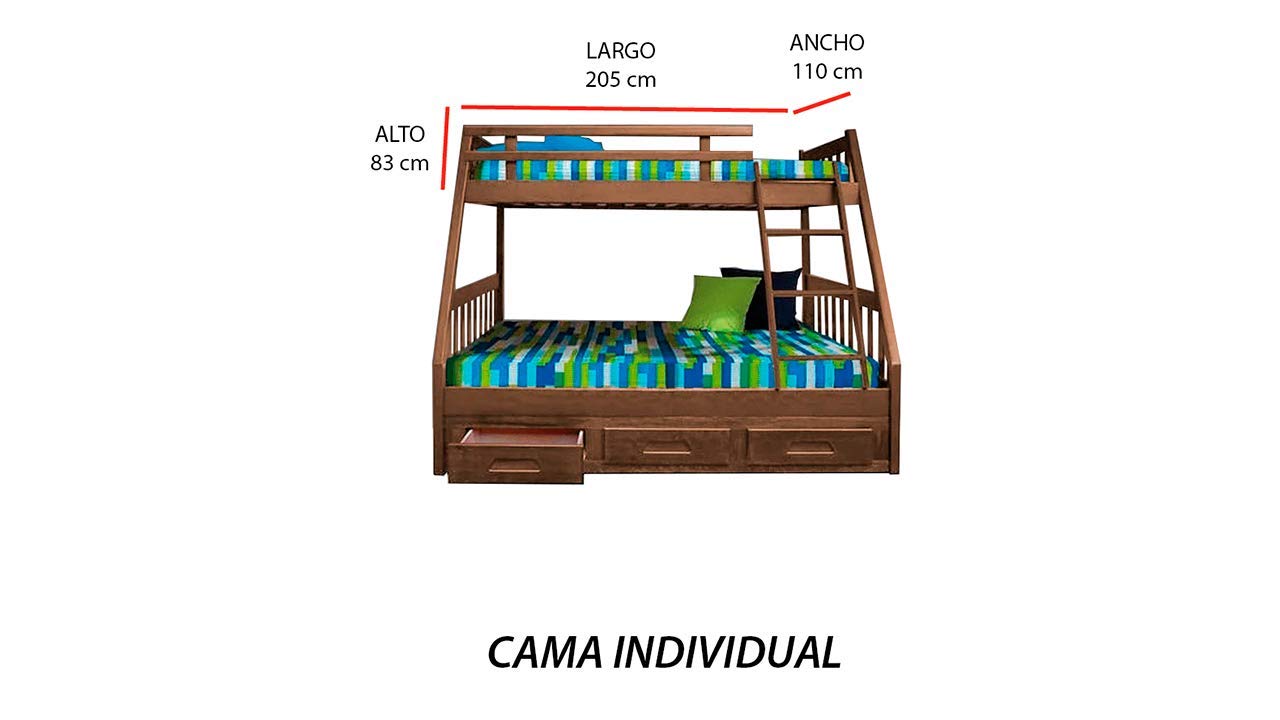 LARGO
205 cm
ANCHO
110 cm
ALTO
83 cm
CAMA INDIVIDUAL